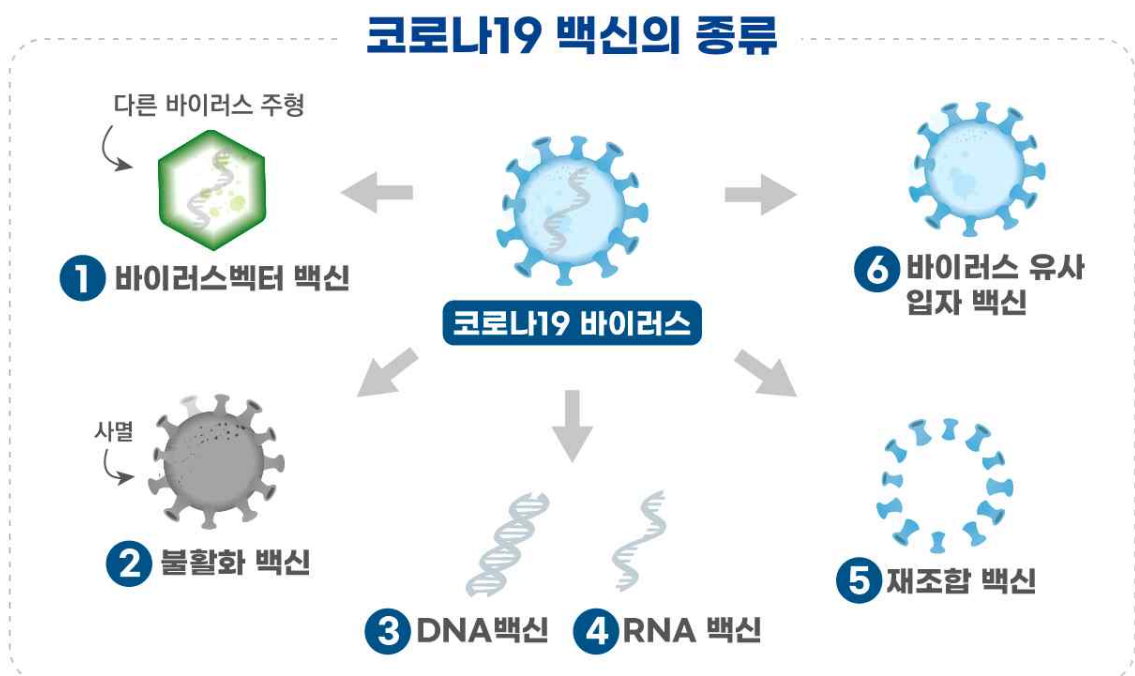 코로나19 백신의 종류
다른 바이러스 주형
1 바이러스벡터 백신
코로나19 바이러스
6 바이러스 유사
입자 백신
사멸
2 불활화 백신
3 DNA백신
4 RNA 백신
5 재조합 백신